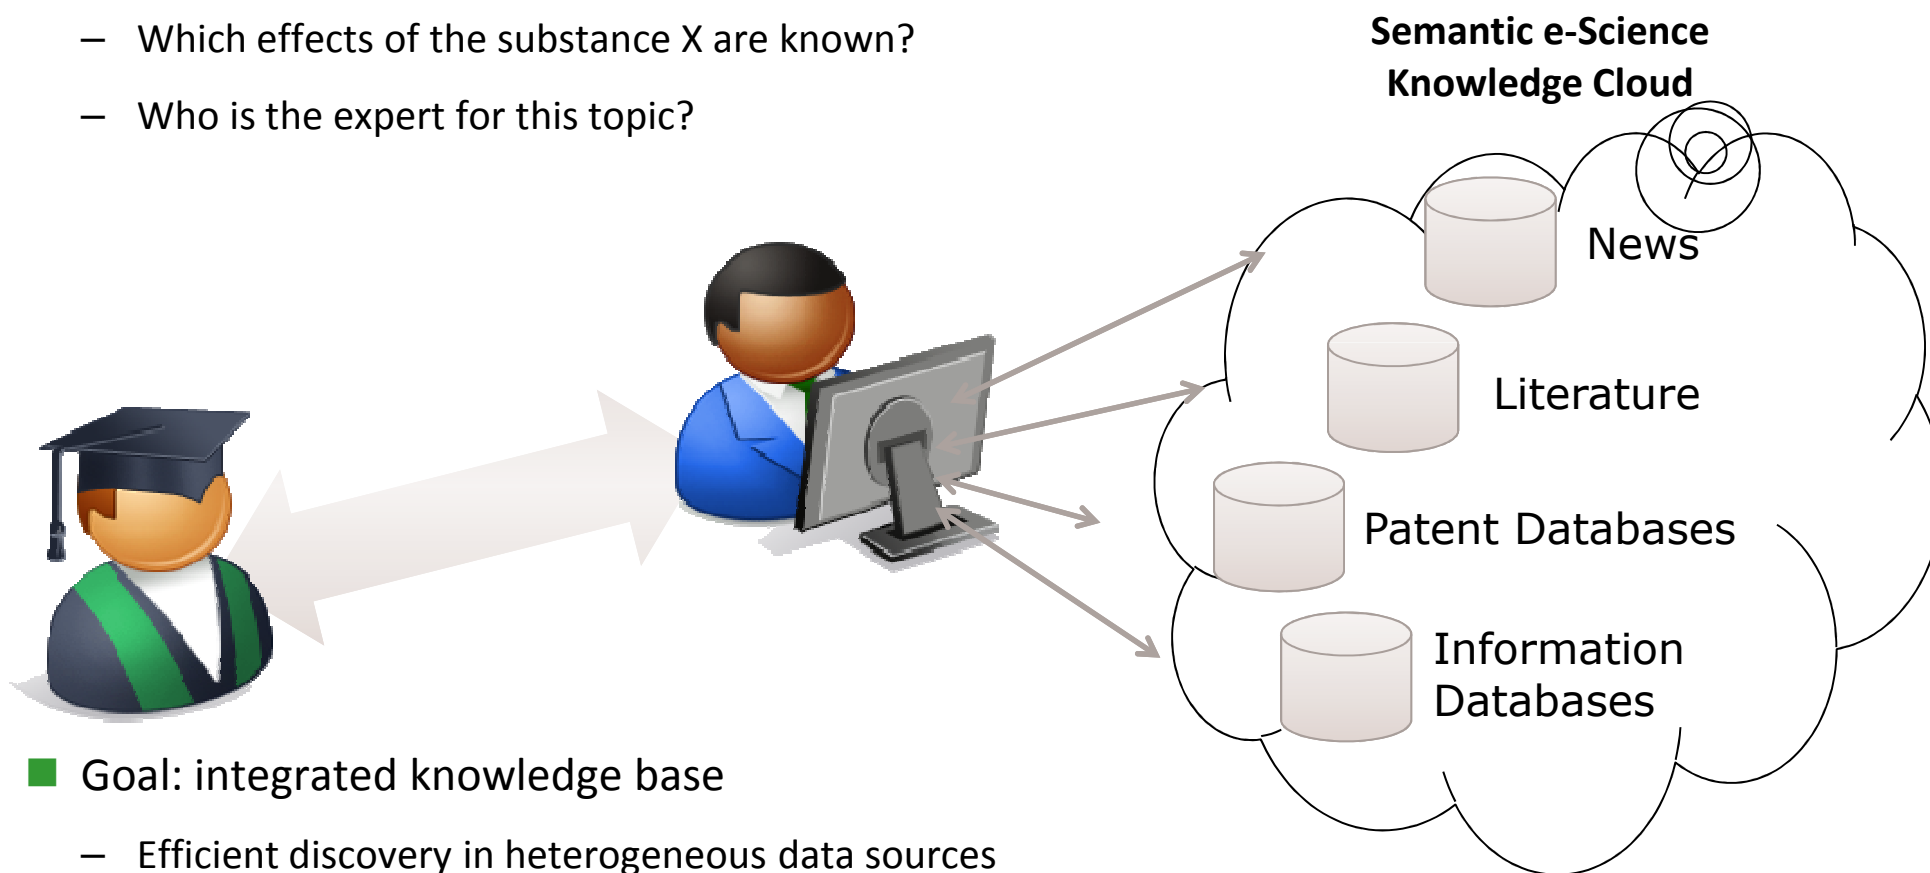 – Which effects of the substance X are known?
– Who is the expert for this topic?
Semantic e-Science
Knowledge Cloud
News
Literature
Patent Databases
Information
Databases
Goal: integrated knowledge base
– Efficient discovery in heterogeneous data sources